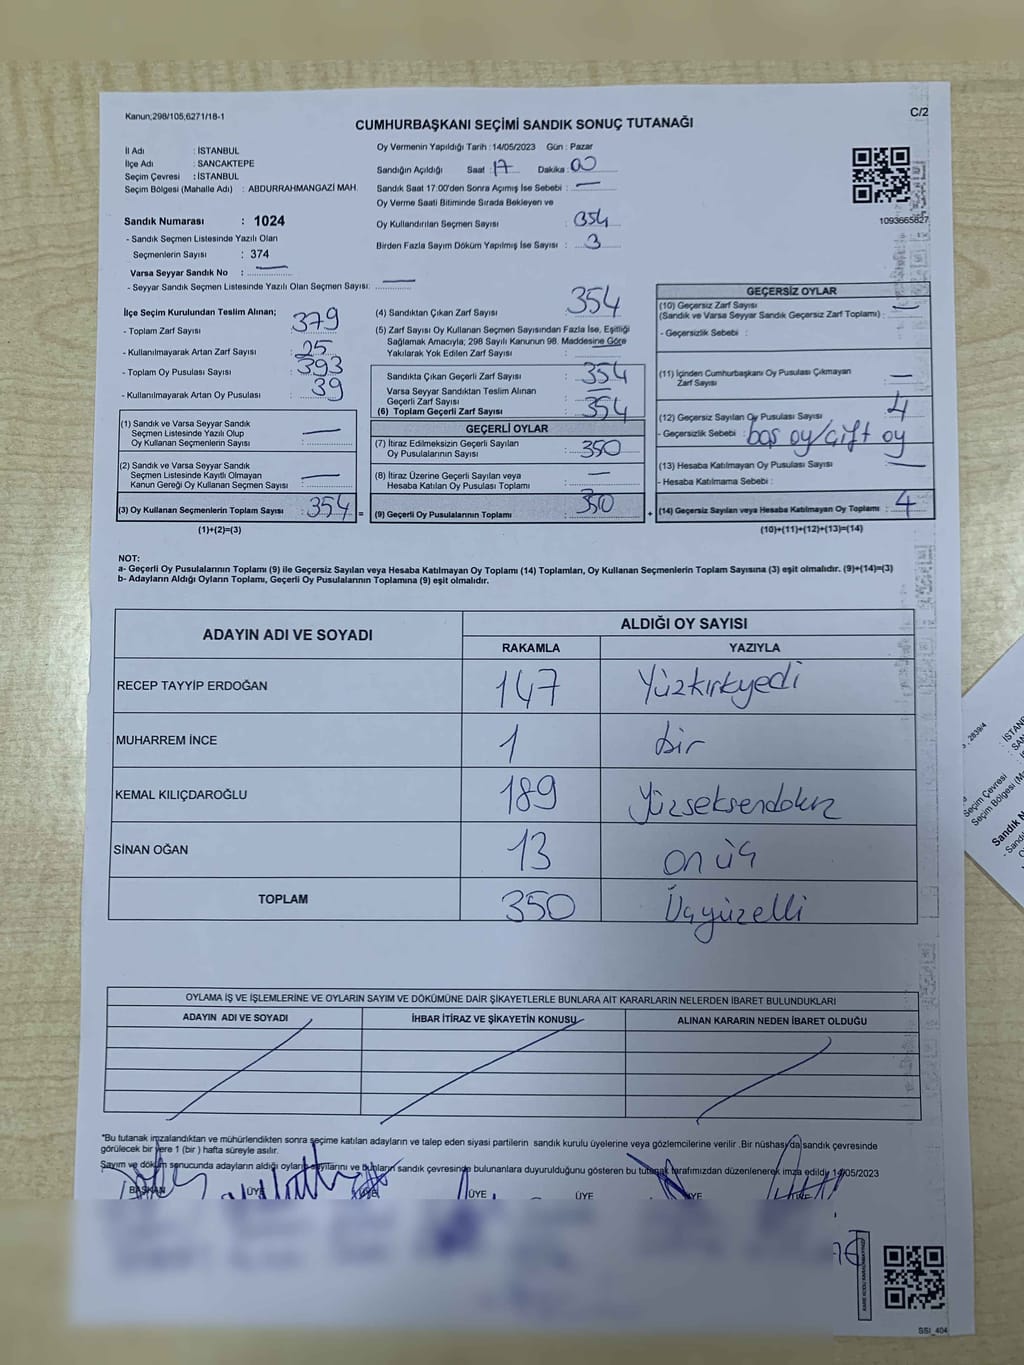 Kanun;298/105,6271/18-1
C/2
CUMHURBAŞKANI SEÇİMİ SANDIK SONUÇ TUTANAĞI
İl Adı : İSTANBUL
İlçe Adı : SANCAKTEPE
Seçim Çevresi : İSTANBUL
Seçim Bölgesi (Mahalle Adı) : ABDURRAHMANGAZİ MAH.
Oy Vermenin Yapıldığı Tarih : 14/05/2023 Gün : Pazar
Sandığın Açıldığı Saat : 17 Dakika : 00
Sandık Saat 17.00'den Sonra Açımış İse Sebebi : —
Oy Verme Saati Bitiminde Sırada Bekleyen ve
Oy Kullandırılan Seçmen Sayısı : 354
Birden Fazla Sayım Döküm Yapılmış İse Sayısı : 3
1093665827
Sandık Numarası : 1024
- Sandık Seçmen Listesinde Yazılı Olan
Seçmenlerin Sayısı : 374
Varsa Seyyar Sandık No : —
- Seyyar Sandık Seçmen Listesinde Yazılı Olan Seçmen Sayısı: —
İlçe Seçim Kurulundan Teslim Alınan;
- Toplam Zarf Sayısı : 379
- Kullanılmayarak Artan Zarf Sayısı : 25
- Toplam Oy Pusulası Sayısı : 393
- Kullanılmayarak Artan Oy Pusulası : 39
(1) Sandık ve Varsa Seyyar Sandık
Seçmen Listesinde Yazılı Olup
Oy Kullanan Seçmenlerin Sayısı : —
(2) Sandık ve Varsa Seyyar Sandık
Seçmen Listesinde Kayıtlı Olmayan
Kanun Gereği Oy Kullanan Seçmen Sayısı : —
(3) Oy Kullanan Seçmenlerin Toplam Sayısı : 354 =
(1)+(2)=(3)
(4) Sandıktan Çıkan Zarf Sayısı : 354
(5) Zarf Sayısı Oy Kullanan Seçmen Sayısından Fazla İse, Eşitliği
Sağlamak Amacıyla; 298 Sayılı Kanunun 98. Maddesine Göre
Yakılarak Yok Edilen Zarf Sayısı : —
Sandıkta Çıkan Geçerli Zarf Sayısı : 354
Varsa Seyyar Sandıktan Teslim Alınan
Geçerli Zarf Sayısı : —
(6) Toplam Geçerli Zarf Sayısı : 354
GEÇERLİ OYLAR
(7) İtiraz Edilmeksizin Geçerli Sayılan
Oy Pusulalarının Sayısı : 350
(8) İtiraz Üzerine Geçerli Sayılan veya
Hesaba Katılan Oy Pusulası Toplamı : —
(9) Geçerli Oy Pusulalarının Toplamı : 350 +
GEÇERSİZ OYLAR
(10) Geçersiz Zarf Sayısı
(Sandık ve Varsa Seyyar Sandık Geçersiz Zarf Toplamı) : —
- Geçersizlik Sebebi :
(11) İçinden Cumhurbaşkanı Oy Pusulası Çıkmayan
Zarf Sayısı : —
(12) Geçersiz Sayılan Oy Pusulası Sayısı : 4
- Geçersizlik Sebebi : boş oy/çift oy
(13) Hesaba Katılmayan Oy Pusulası Sayısı : —
- Hesaba Katılmama Sebebi :
(14) Geçersiz Sayılan veya Hesaba Katılmayan Oy Toplamı : 4
(10)+(11)+(12)+(13)=(14)
NOT:
a- Geçerli Oy Pusulalarının Toplamı (9) ile Geçersiz Sayılan veya Hesaba Katılmayan Oy Toplamı (14) Toplamları, Oy Kullanan Seçmenlerin Toplam Sayısına (3) eşit olmalıdır. (9)+(14)=(3)
b- Adayların Aldığı Oyların Toplamı, Geçerli Oy Pusulalarının Toplamına (9) eşit olmalıdır.
ADAYIN ADI VE SOYADI
ALDIĞI OY SAYISI
RAKAMLA YAZIYLA
RECEP TAYYİP ERDOĞAN 147 Yüzkırkyedi
MUHARREM İNCE 1 bir
KEMAL KILIÇDAROĞLU 189 Yüzseksendokuz
SİNAN OĞAN 13 on üç
TOPLAM 350 Üçyüzelli
OYLAMA İŞ VE İŞLEMLERİNE VE OYLARIN SAYIM VE DÖKÜMÜNE DAİR ŞİKAYETLERLE BUNLARA AİT KARARLARIN NELERDEN İBARET BULUNDUKLARI
ADAYIN ADI VE SOYADI İHBAR İTİRAZ VE ŞİKAYETİN KONUSU ALINAN KARARIN NEDEN İBARET OLDUĞU
*Bu tutanak imzalandıktan ve mühürlendikten sonra seçime katılan adayların ve talep eden siyasi partilerin sandık kurulu üyelerine veya gözlemcilerine verilir .Bir nüshası da sandık çevresinde
görülecek bir yere 1 (bir ) hafta süreyle asılır.
Sayım ve döküm sonucunda adayların aldığı oyların sayılarını ve bunların sandık çevresinde bulunanlara duyurulduğunu gösteren bu tutanak tarafımızdan düzenlenerek imza edildi. 14/05/2023
BAŞKAN ÜYE ÜYE ÜYE ÜYE ÜYE ÜYE
SSİ_404
, 2839/4
: İSTAN
: SAN
Seçim Çevresi
Seçim Bölgesi (M
Sandık N
- Sandı